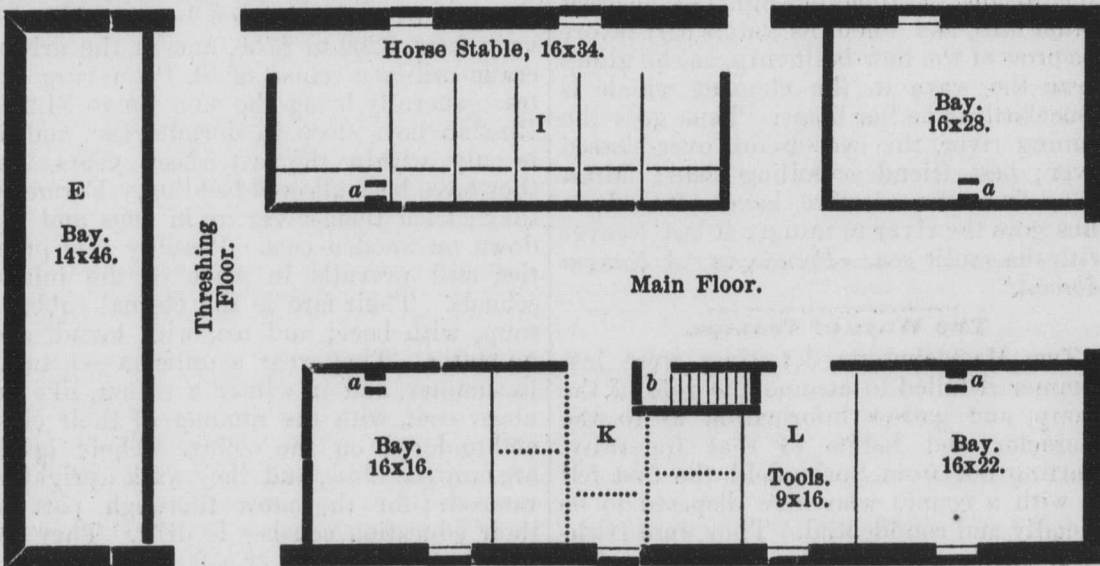 Horse Stable, 16x34.
I
Bay.
16x28.
a
a
E
Bay.
14x46.
Threshing
Floor.
Main Floor.
a
b
a
K
L
Bay.
16x16.
Tools.
9x16.
Bay.
16x22.